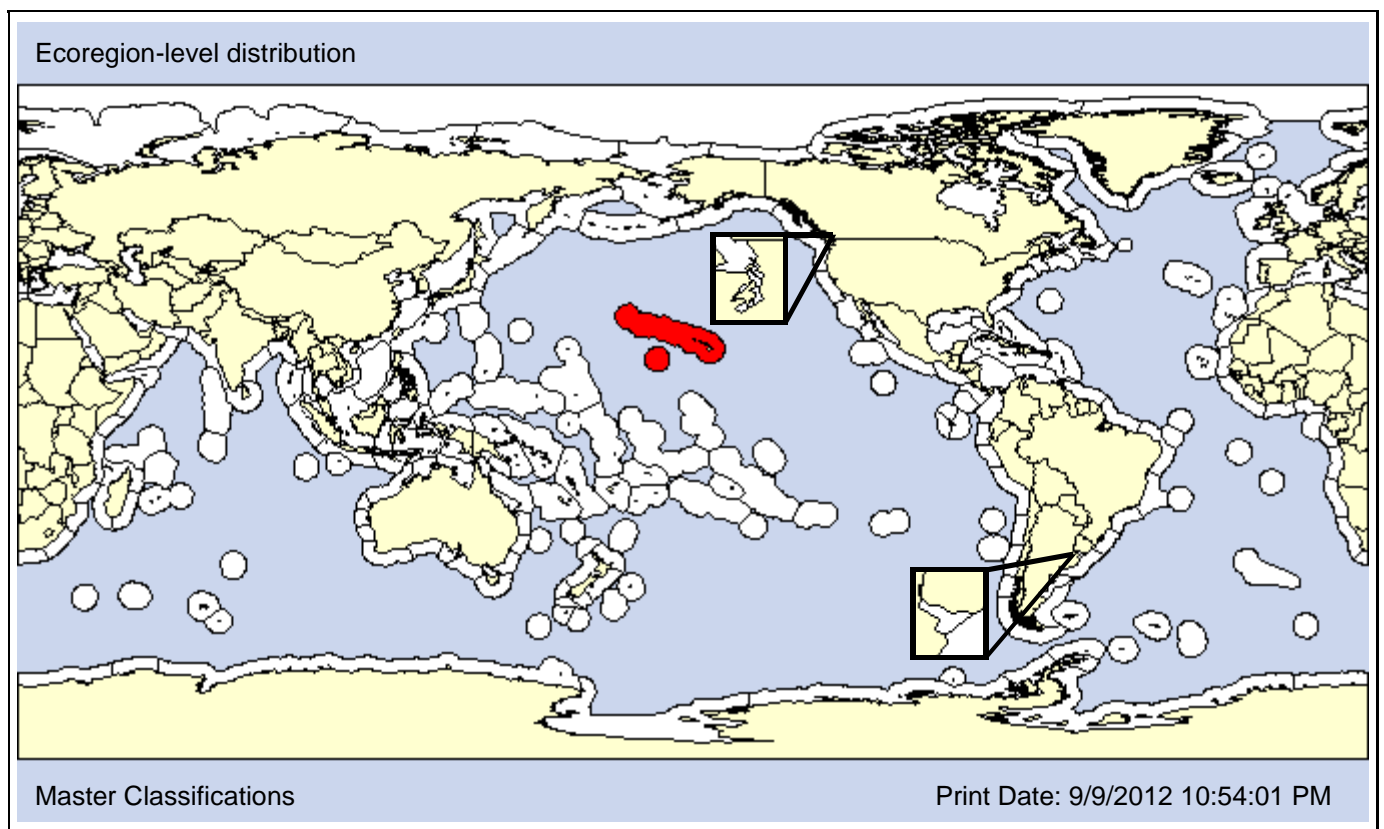 Ecoregion-level distribution
Master Classifications
Print Date: 9/9/2012 10:54:01 PM